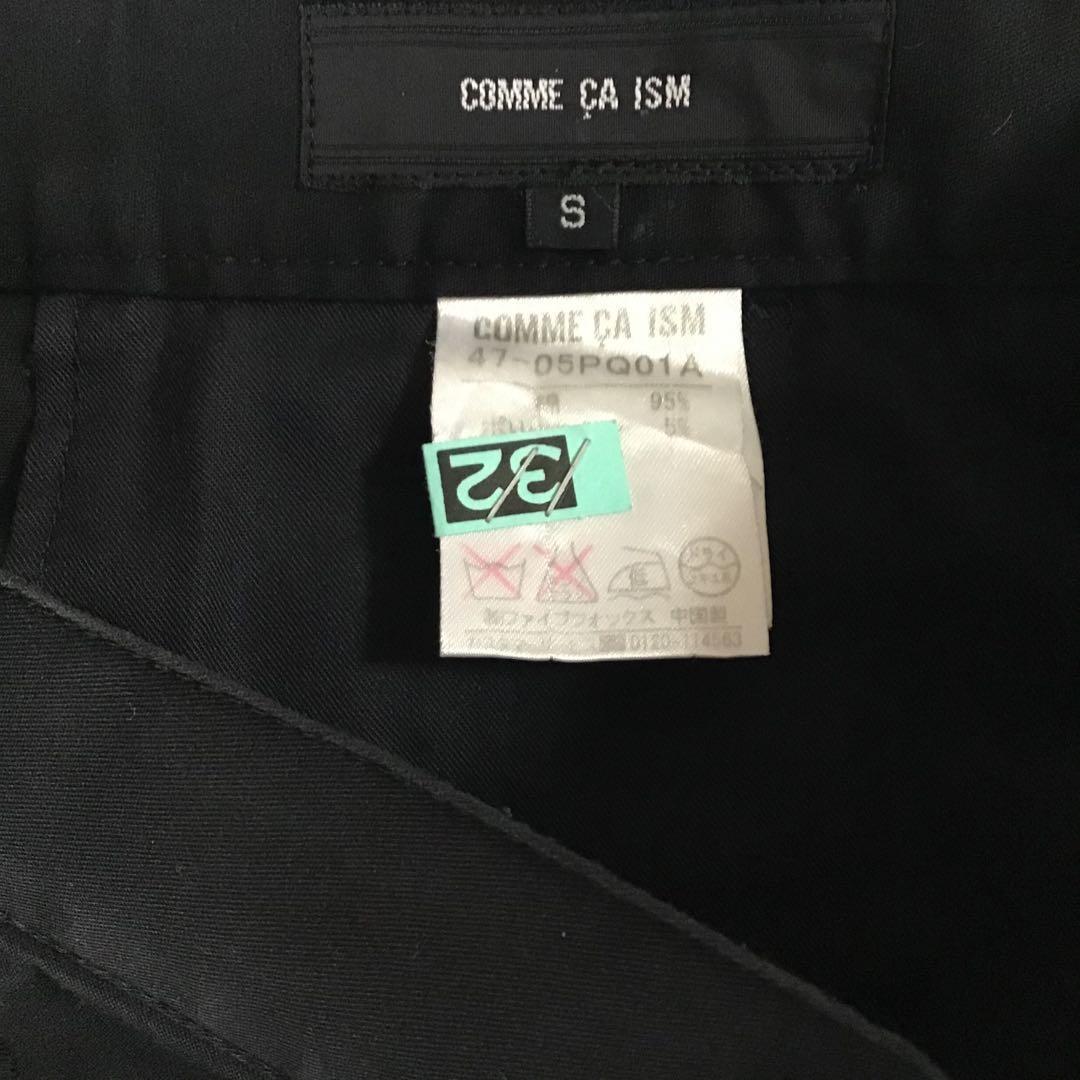 COMME ÇA ISM
S
COMME ÇA ISM
47-05PQ01A
綿 95%
5%
32
ドライ
㈱ファイブフォックス 中国製
0120-114563